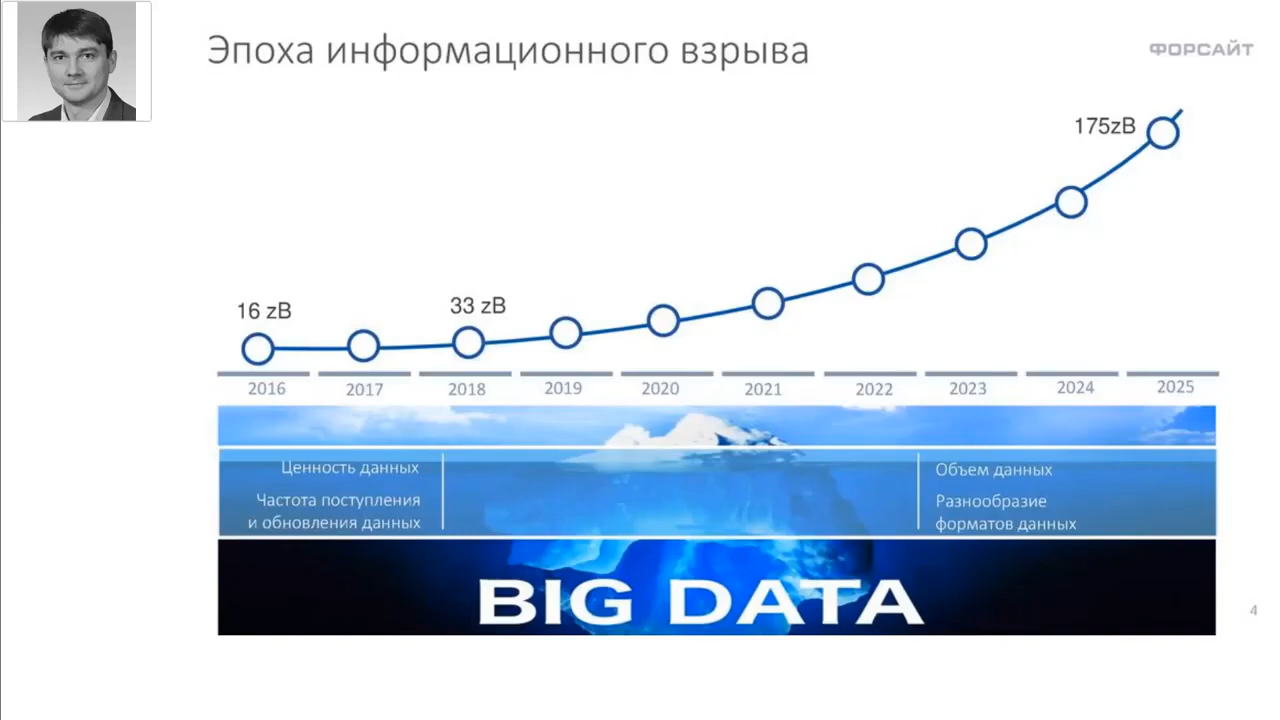 Эпоха информационного взрыва
ФОРСАЙТ
175zB
16 zB
33 zB
2016 2017 2018 2019 2020 2021 2022 2023 2024 2025
Ценность данных
Частота поступления
и обновления данных
Объем данных
Разнообразие
форматов данных
BIG DATA
4